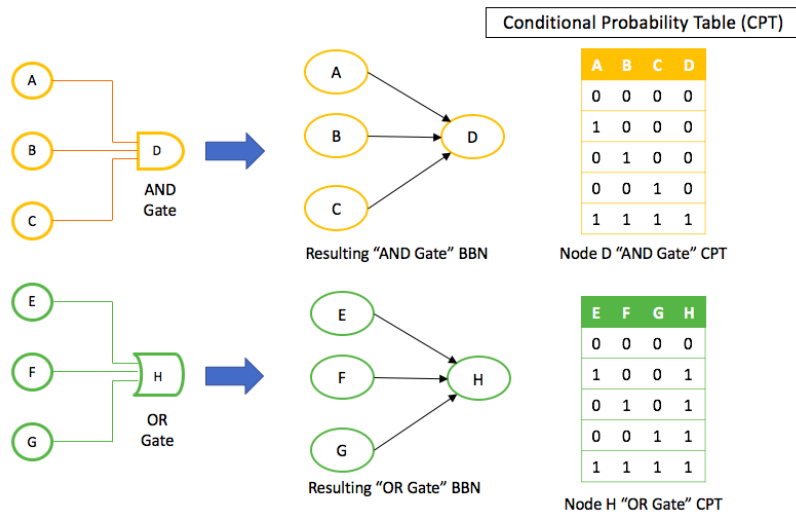 Conditional Probability Table (CPT)
A
B
C
D
AND
Gate
A
B
C
D
Resulting “AND Gate” BBN
A B C D
0 0 0 0
1 0 0 0
0 1 0 0
0 0 1 0
1 1 1 1
Node D “AND Gate” CPT
E
F
G
H
OR
Gate
E
F
G
H
Resulting “OR Gate” BBN
E F G H
0 0 0 0
1 0 0 1
0 1 0 1
0 0 1 1
1 1 1 1
Node H “OR Gate” CPT